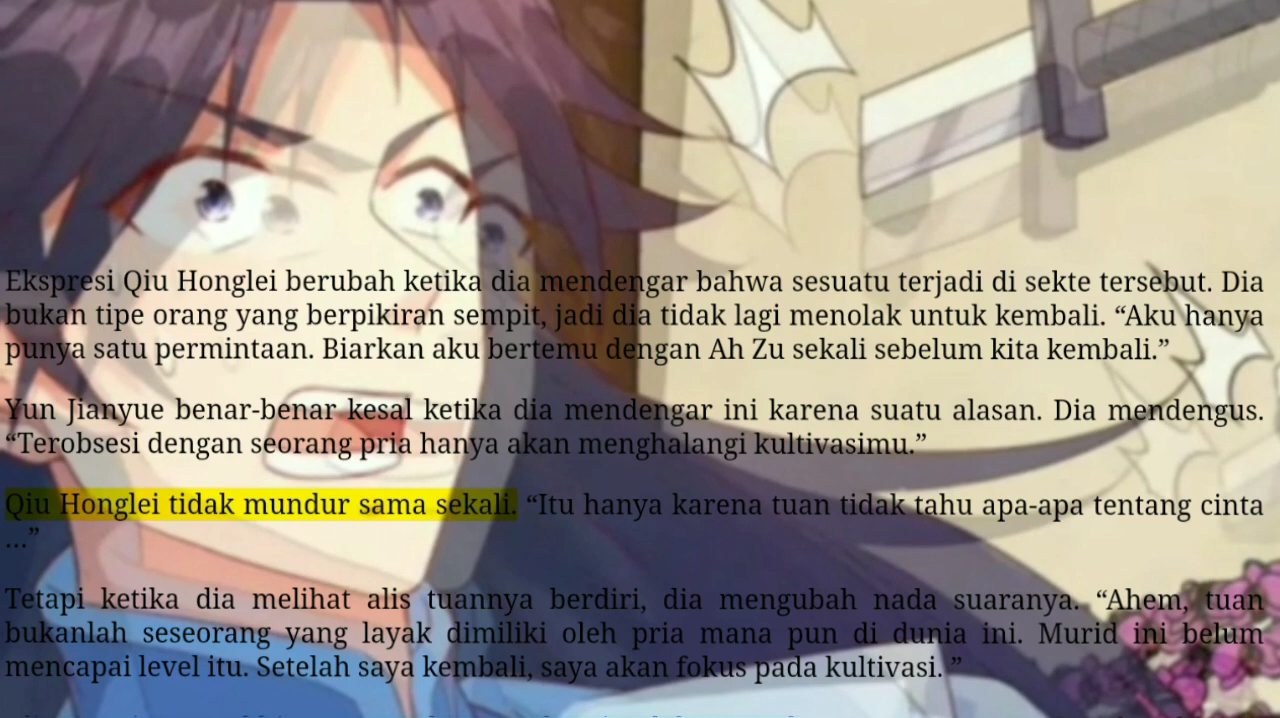 Ekspresi Qiu Honglei berubah ketika dia mendengar bahwa sesuatu terjadi di sekte tersebut. Dia
bukan tipe orang yang berpikiran sempit, jadi dia tidak lagi menolak untuk kembali. “Aku hanya
punya satu permintaan. Biarkan aku bertemu dengan Ah Zu sekali sebelum kita kembali.”
Yun Jianyue benar-benar kesal ketika dia mendengar ini karena suatu alasan. Dia mendengus.
“Terobsesi dengan seorang pria hanya akan menghalangi kultivasimu.”
Qiu Honglei tidak mundur sama sekali. “Itu hanya karena tuan tidak tahu apa-apa tentang cinta
...”
Tetapi ketika dia melihat alis tuannya berdiri, dia mengubah nada suaranya. “Ahem, tuan
bukanlah seseorang yang layak dimiliki oleh pria mana pun di dunia ini. Murid ini belum
mencapai level itu. Setelah saya kembali, saya akan fokus pada kultivasi. ”